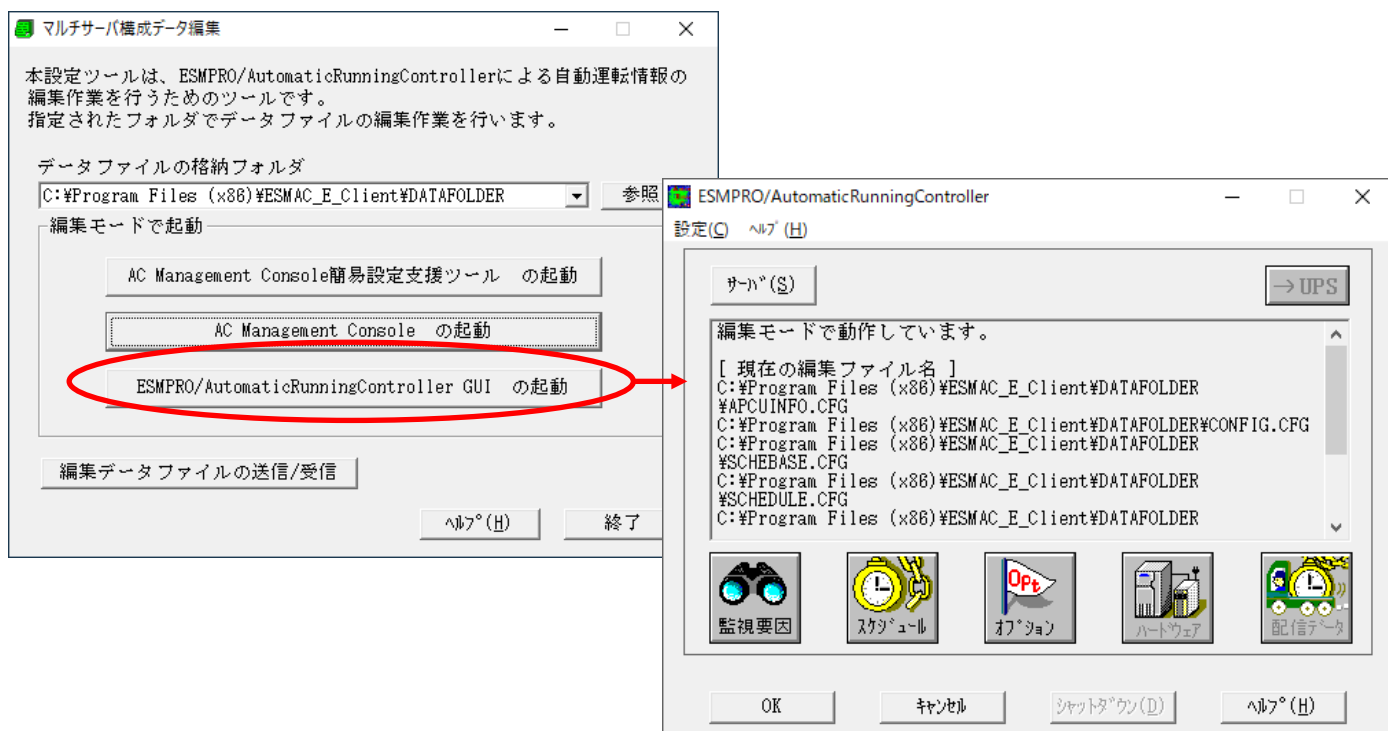 マルチサーバ構成データ編集
本設定ツールは、ESMPRO/AutomaticRunningControllerによる自動運転情報の
編集作業を行うためのツールです。
指定されたフォルダでデータファイルの編集作業を行います。
データファイルの格納フォルダ
C:¥Program Files (x86)¥ESMAC_E_Client¥DATAFOLDER
参照
編集モードで起動
AC Management Console簡易設定支援ツール の起動
AC Management Console の起動
ESMPRO/AutomaticRunningController GUI の起動
編集データファイルの送信/受信
ﾍﾙﾌﾟ(H)
終了
ESMPRO/AutomaticRunningController
設定(C) ﾍﾙﾌﾟ(H)
ｻｰﾊﾞ(S)
→UPS
編集モードで動作しています。
[ 現在の編集ファイル名 ]
C:¥Program Files (x86)¥ESMAC_E_Client¥DATAFOLDER
¥APCUINFO.CFG
C:¥Program Files (x86)¥ESMAC_E_Client¥DATAFOLDER¥CONFIG.CFG
C:¥Program Files (x86)¥ESMAC_E_Client¥DATAFOLDER
¥SCHEBASE.CFG
C:¥Program Files (x86)¥ESMAC_E_Client¥DATAFOLDER
¥SCHEDULE.CFG
C:¥Program Files (x86)¥ESMAC_E_Client¥DATAFOLDER
監視要因
ｽｹｼﾞｭｰﾙ
Opt
ｵﾌﾟｼｮﾝ
ﾊｰﾄﾞｳｪｱ
配信ﾃﾞｰﾀ
OK
ｷｬﾝｾﾙ
ｼｬｯﾄﾀﾞｳﾝ(D)
ﾍﾙﾌﾟ(H)